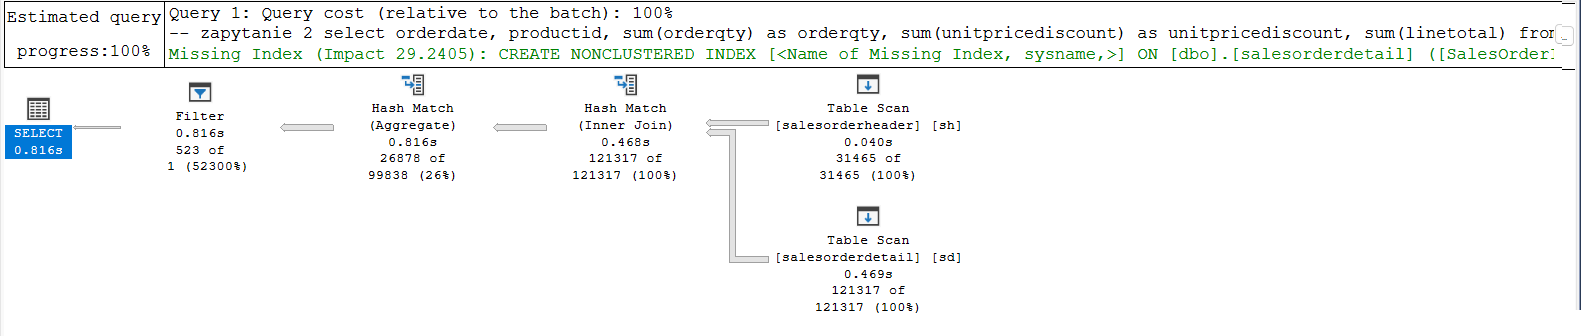 Estimated query
progress:100%
Query 1: Query cost (relative to the batch): 100%
-- zapytanie 2 select orderdate, productid, sum(orderqty) as orderqty, sum(unitpricediscount) as unitpricediscount, sum(linetotal) from
Missing Index (Impact 29.2405): CREATE NONCLUSTERED INDEX [<Name of Missing Index, sysname,>] ON [dbo].[salesorderdetail] ([SalesOrder
SELECT
0.816s
Filter
0.816s
523 of
1 (52300%)
Hash Match
(Aggregate)
0.816s
26878 of
99838 (26%)
Hash Match
(Inner Join)
0.468s
121317 of
121317 (100%)
Table Scan
[salesorderheader] [sh]
0.040s
31465 of
31465 (100%)
Table Scan
[salesorderdetail] [sd]
0.469s
121317 of
121317 (100%)